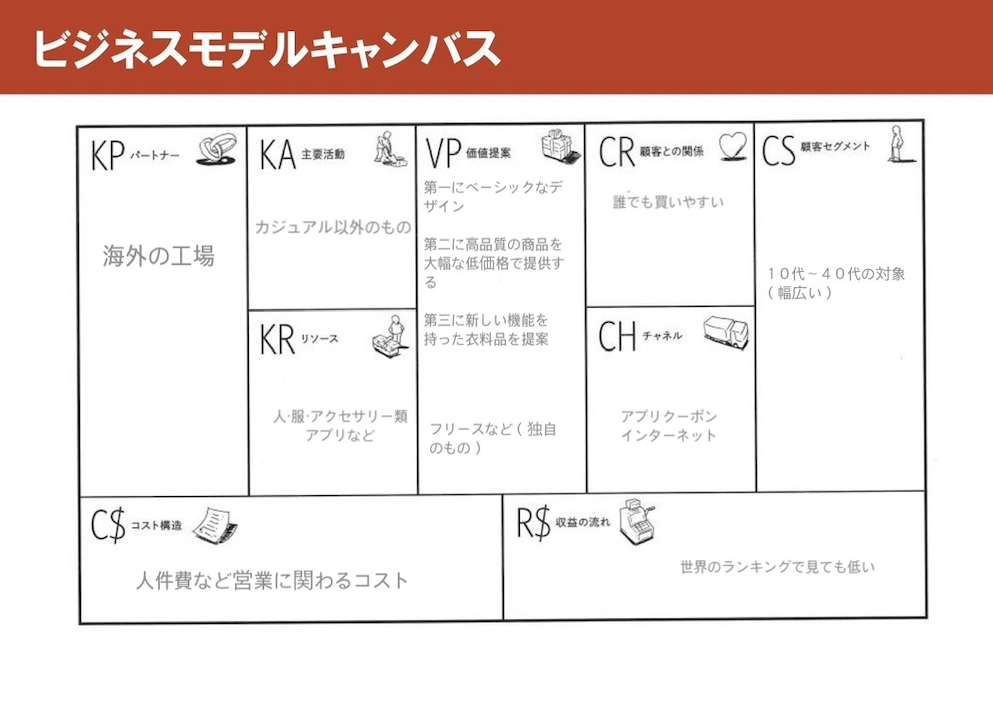 ビジネスモデルキャンバス
KP パートナー
海外の工場
KA 主要活動
カジュアル以外のもの
KR リソース
人・服・アクセサリー類
アプリなど
VP 価値提案
第一にベーシックなデ
ザイン
第二に高品質の商品を
大幅な低価格で提供す
る
第三に新しい機能を
持った衣料品を提案
フリースなど ( 独自
のもの )
CR 顧客との関係
誰でも買いやすい
CH チャネル
アプリクーポン
インターネット
CS 顧客セグメント
１０代～４０代の対象
( 幅広い )
C$ コスト構造
人件費など営業に関わるコスト
R$ 収益の流れ
世界のランキングで見ても低い